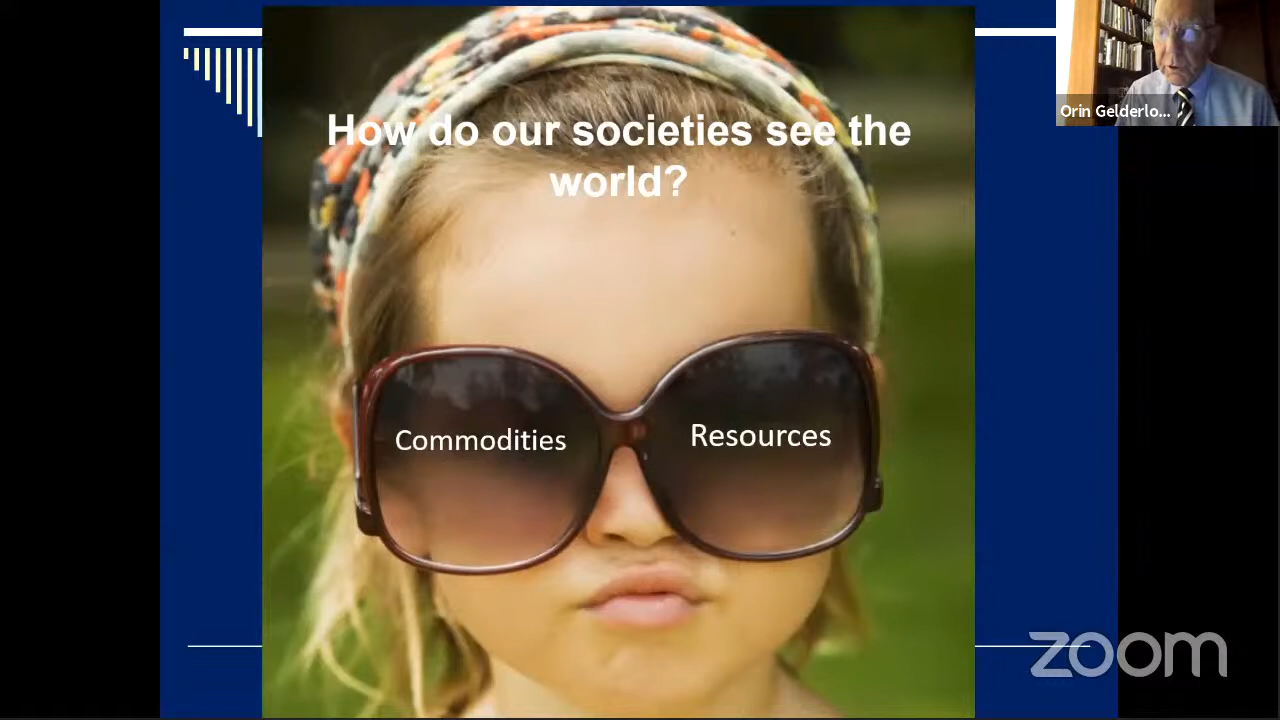 How do our societies see the
world?
Commodities
Resources
Orin Gelderlo...
zoom